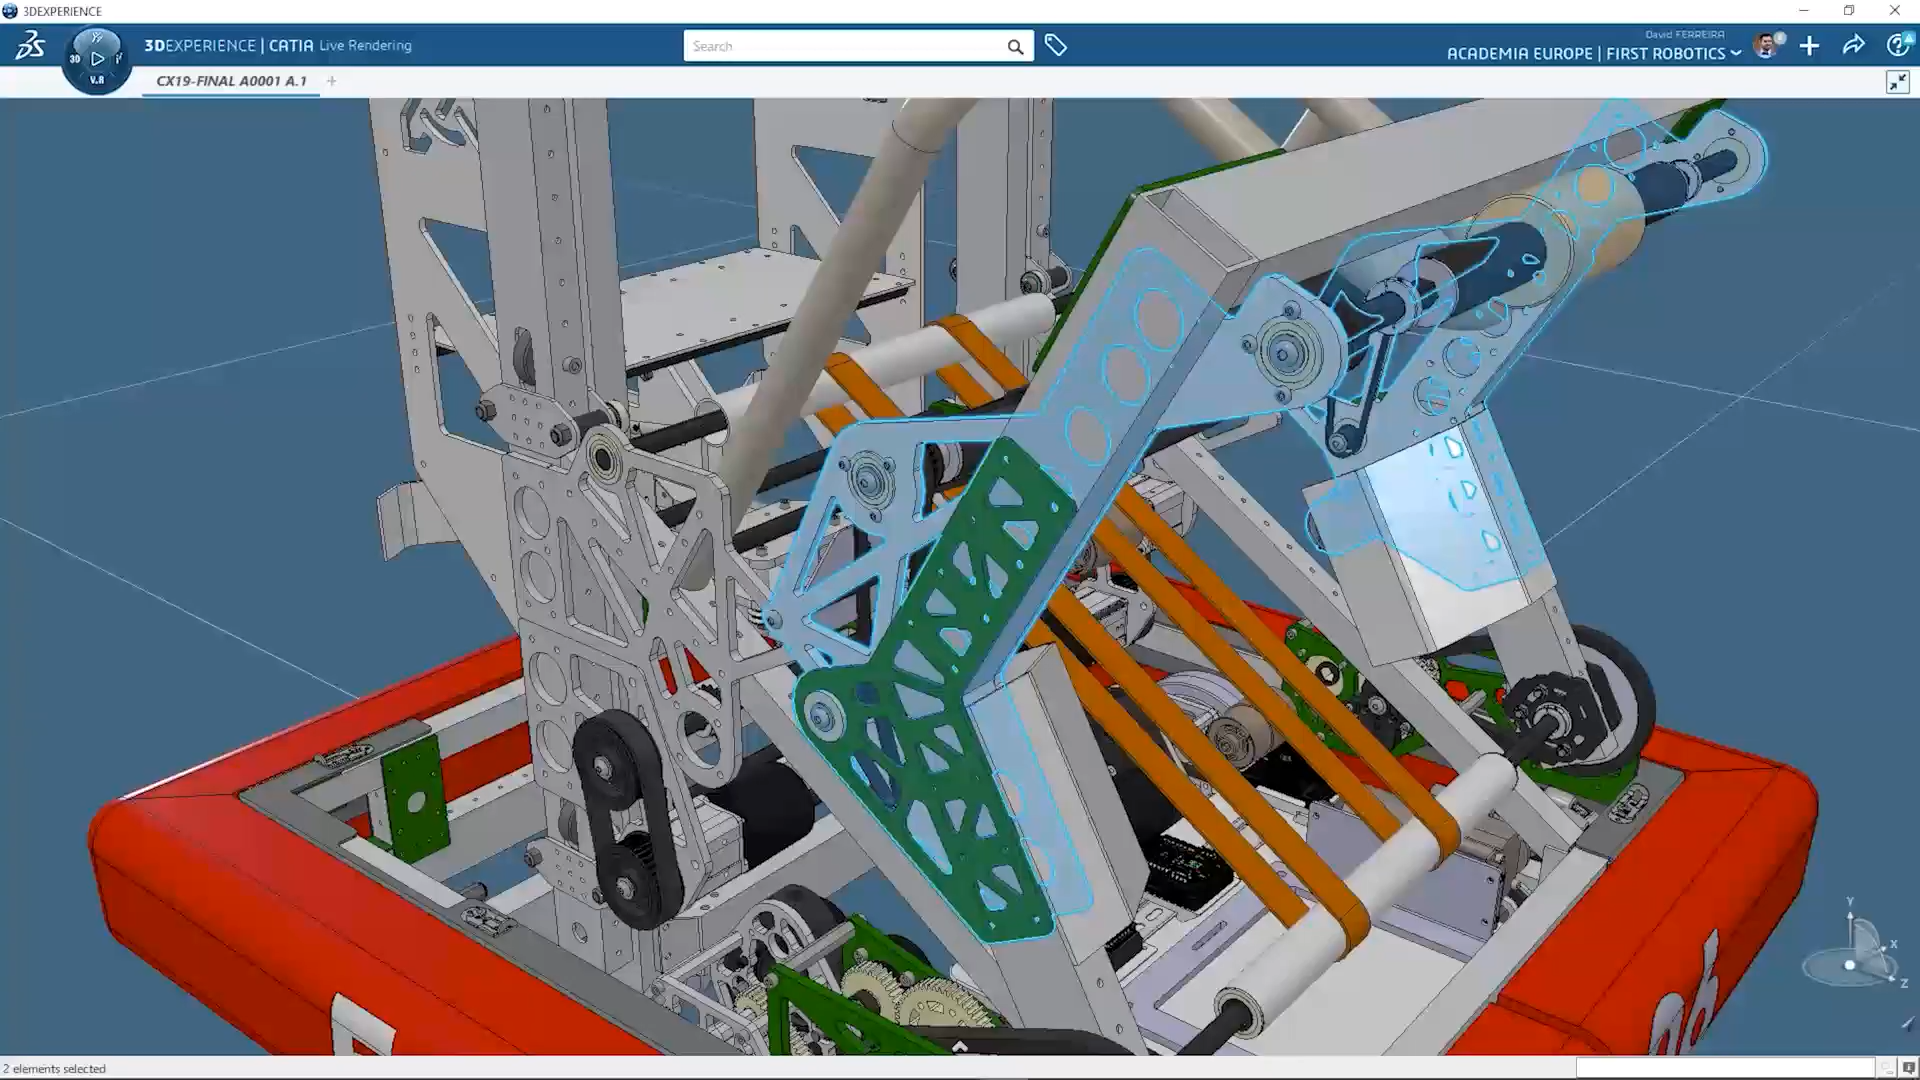 3DEXPERIENCE
3DEXPERIENCE | CATIA Live Rendering
3D
V.R
Search
David FERREIRA
ACADEMIA EUROPE | FIRST ROBOTICS
CX19-FINAL A0001 A.1
Y
X
Z
2 elements selected